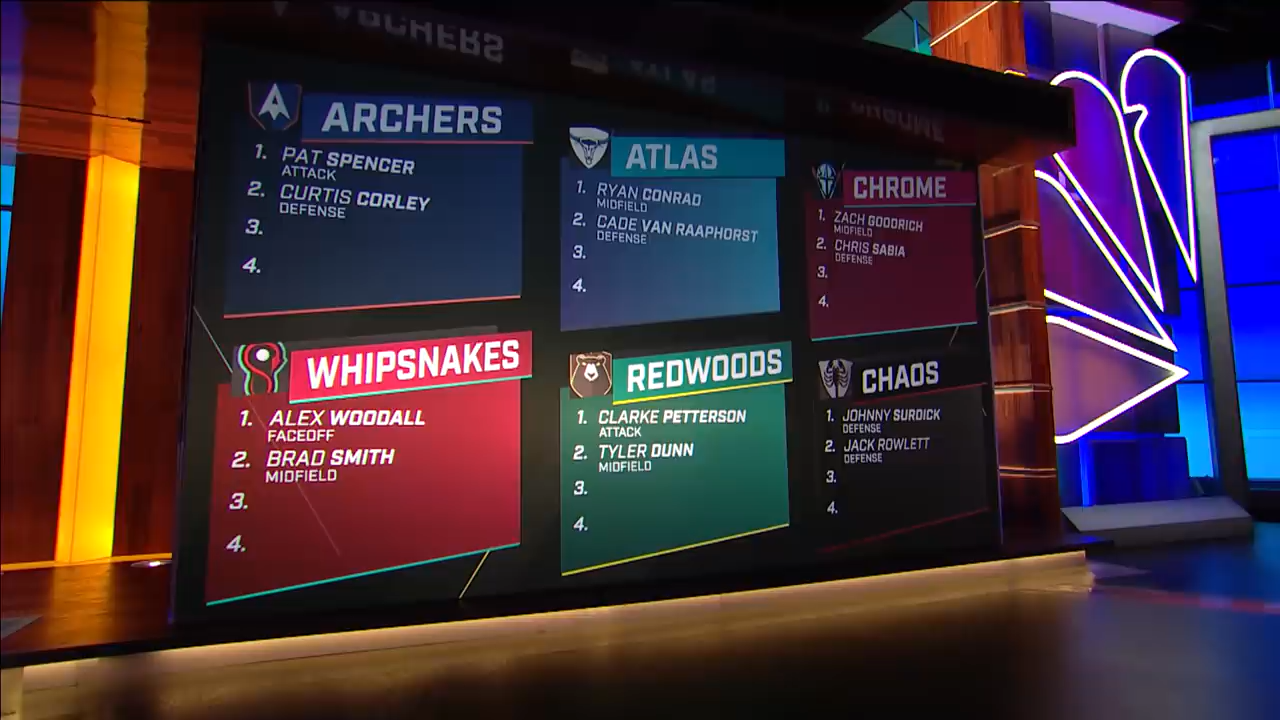 ARCHERS
1. PAT SPENCER
ATTACK
2. CURTIS CORLEY
DEFENSE
3.
4.
ATLAS
1. RYAN CONRAD
MIDFIELD
2. CADE VAN RAAPHORST
DEFENSE
3.
4.
CHROME
1. ZACH GOODRICH
MIDFIELD
2. CHRIS SABIA
DEFENSE
3.
4.
WHIPSNAKES
1. ALEX WOODALL
FACEOFF
2. BRAD SMITH
MIDFIELD
3.
4.
REDWOODS
1. CLARKE PETTERSON
ATTACK
2. TYLER DUNN
MIDFIELD
3.
4.
CHAOS
1. JOHNNY SURDICK
DEFENSE
2. JACK ROWLETT
DEFENSE
3.
4.